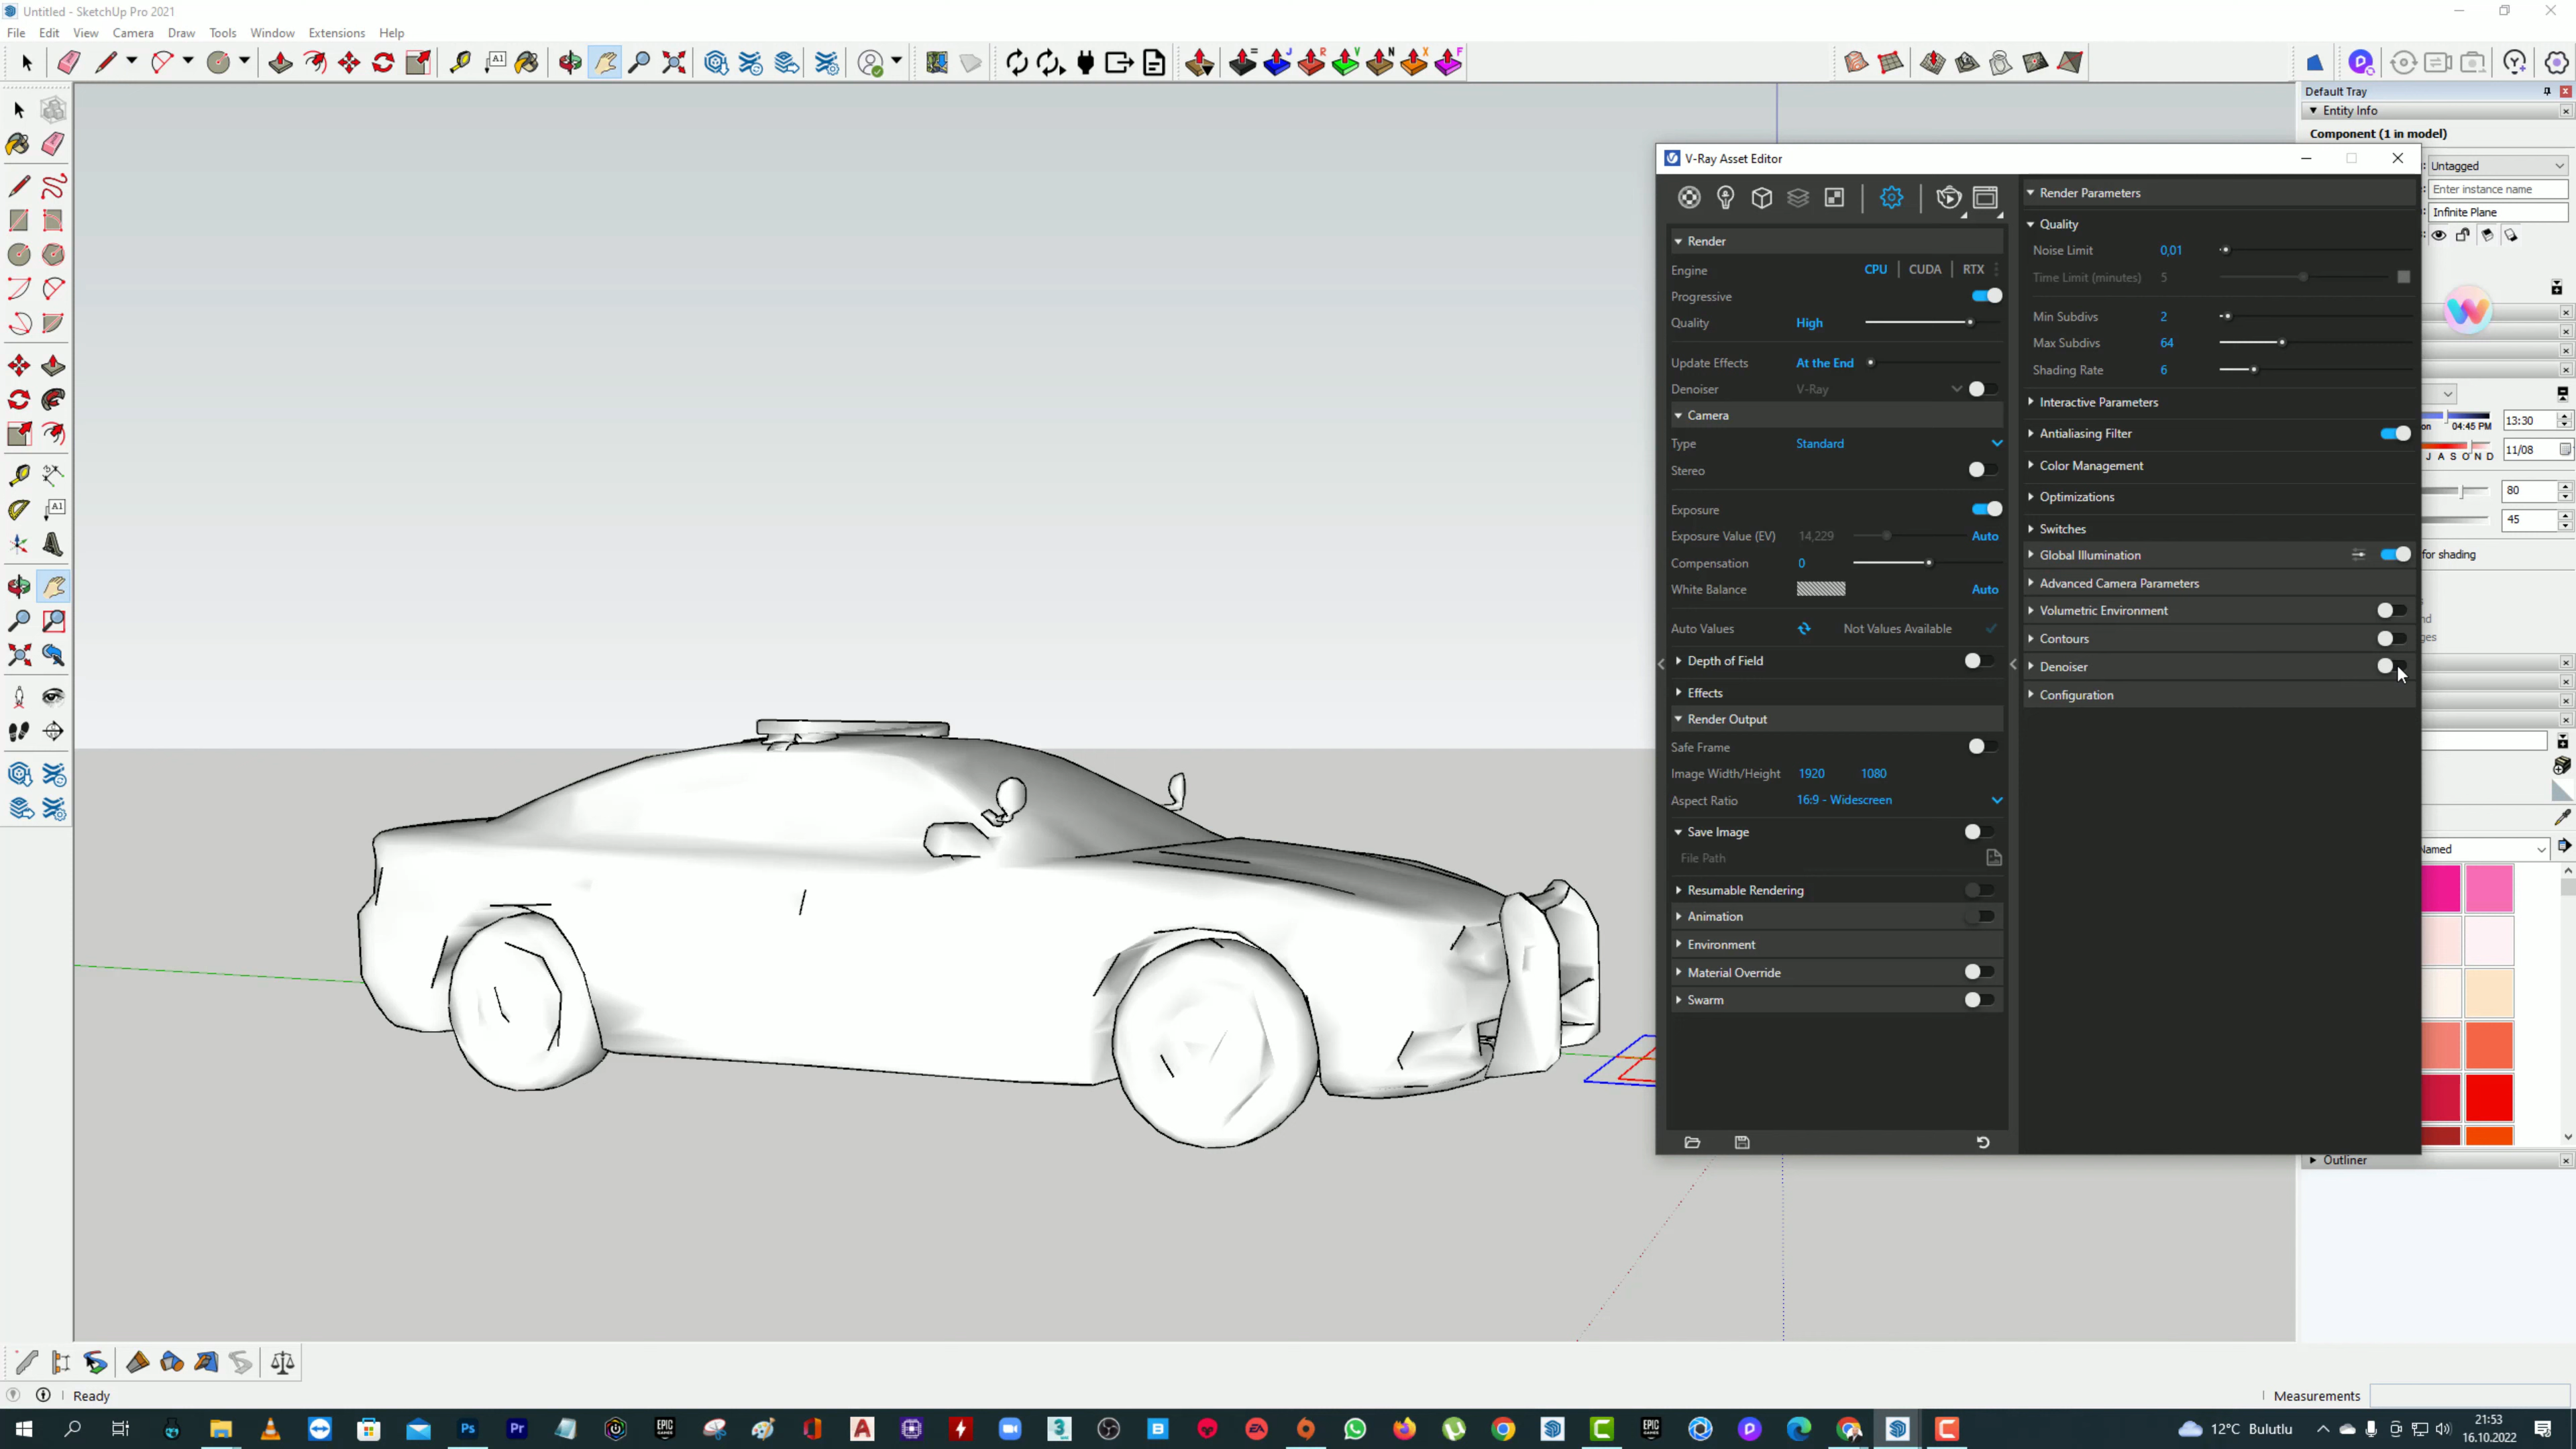 Untitled - SketchUp Pro 2021
File Edit View Camera Draw Tools Window Extensions Help
Default Tray
Entity Info
Component (1 in model)
Untagged
Enter instance name
Infinite Plane
V-Ray Asset Editor
Render
Engine CPU CUDA RTX
Progressive
Quality High
Update Effects At the End
Denoiser V-Ray
Camera
Type Standard
Stereo
Exposure
Exposure Value (EV) 14,229 Auto
Compensation 0
White Balance Auto
Auto Values Not Values Available
Depth of Field
Effects
Render Output
Safe Frame
Image Width/Height 1920 1080
Aspect Ratio 16:9 - Widescreen
Save Image
File Path
Resumable Rendering
Animation
Environment
Material Override
Swarm
Render Parameters
Quality
Noise Limit 0,01
Time Limit (minutes) 5
Min Subdivs 2
Max Subdivs 64
Shading Rate 6
Interactive Parameters
Antialiasing Filter
Color Management
Optimizations
Switches
Global Illumination
Advanced Camera Parameters
Volumetric Environment
Contours
Denoiser
Configuration
on 04:45 PM 13:30
J A S O N D 11/08
80
45
for shading
Outliner
Ready
Measurements
12°C Bulutlu
21:53
16.10.2022